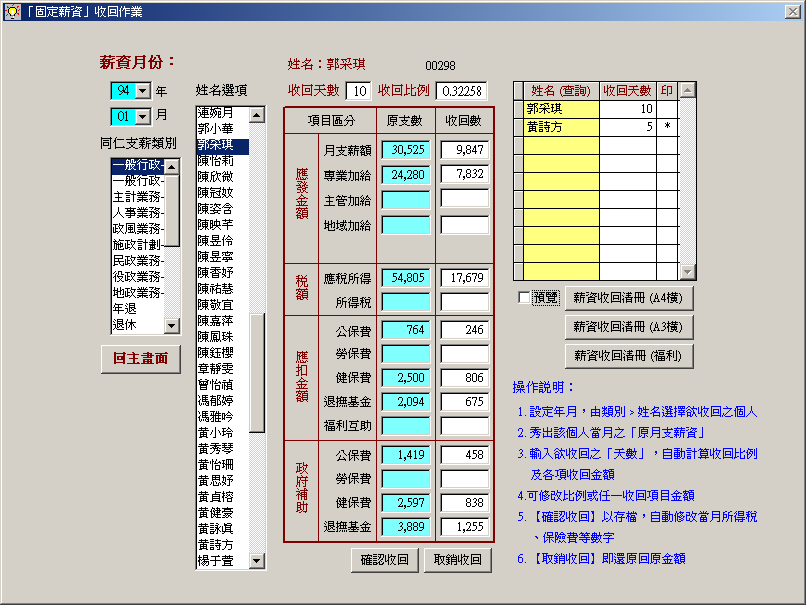 「固定薪資」收回作業
薪資月份：
94 年
01 月
同仁支薪類別
一般行政-
一般行政-
主計業務-
人事業務-
政風業務-
施政計劃-
民政業務-
役政業務-
地政業務-
年退
退休
回主畫面
姓名選項
連婉月
郭小華
郭采琪
陳怡莉
陳欣微
陳冠妏
陳姿含
陳映芊
陳昱伶
陳昱寧
陳香妤
陳祐慧
陳敬宜
陳嘉萍
陳鳳珠
陳鈺櫻
章靜雯
曾怡禎
馮郁婷
馮雅吟
黃小玲
黃秀琴
黃怡珊
黃思妤
黃貞榕
黃健豪
黃詠真
黃詩方
楊于萱
姓名：郭采琪 00298
收回天數 10 收回比例 0.32258
項目區分 原支數 收回數
應發金額
月支薪額 30,525 9,847
專業加給 24,280 7,832
主管加給
地域加給
稅額
應稅所得 54,805 17,679
所得稅
應扣金額
公保費 764 246
勞保費
健保費 2,500 806
退撫基金 2,094 675
福利互助
政府補助
公保費 1,419 458
勞保費
健保費 2,597 838
退撫基金 3,889 1,255
確認收回 取銷收回
姓名 (查詢) 收回天數 印
郭采琪 10
黃詩方 5 *
預覽 薪資收回清冊 (A4橫)
薪資收回清冊 (A3橫)
薪資收回清冊 (福利)
操作說明：
1. 設定年月，由類別 > 姓名選擇欲收回之個人
2. 秀出該個人當月之「原月支薪資」
3. 輸入欲收回之「天數」，自動計算收回比例
及各項收回金額
4.可修改比例或任一收回項目金額
5. 【確認收回】以存檔，自動修改當月所得稅
、保險費等數字
6. 【取銷收回】即還原回原金額